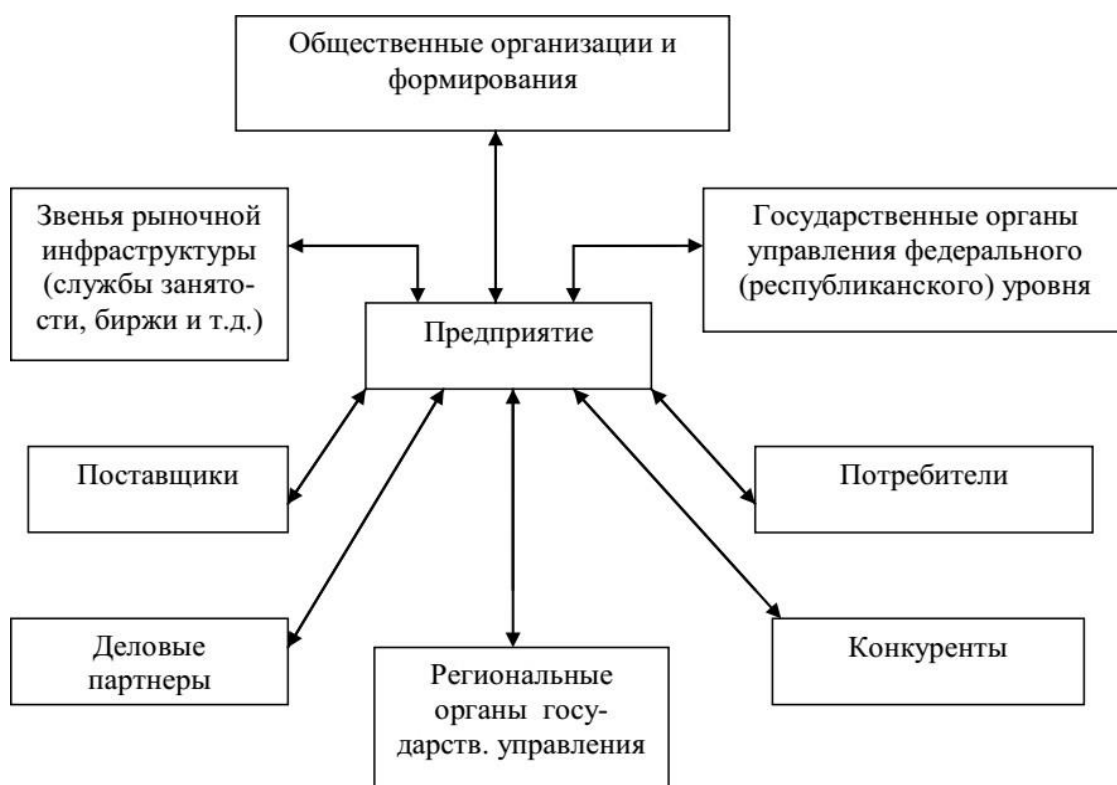 Общественные организации и
формирования
Звенья рыночной
инфраструктуры
(службы занято-
сти, биржи и т.д.)
Государственные органы
управления федерального
(республиканского) уровня
Предприятие
Поставщики
Потребители
Деловые
партнеры
Региональные
органы госу-
дарств. управления
Конкуренты